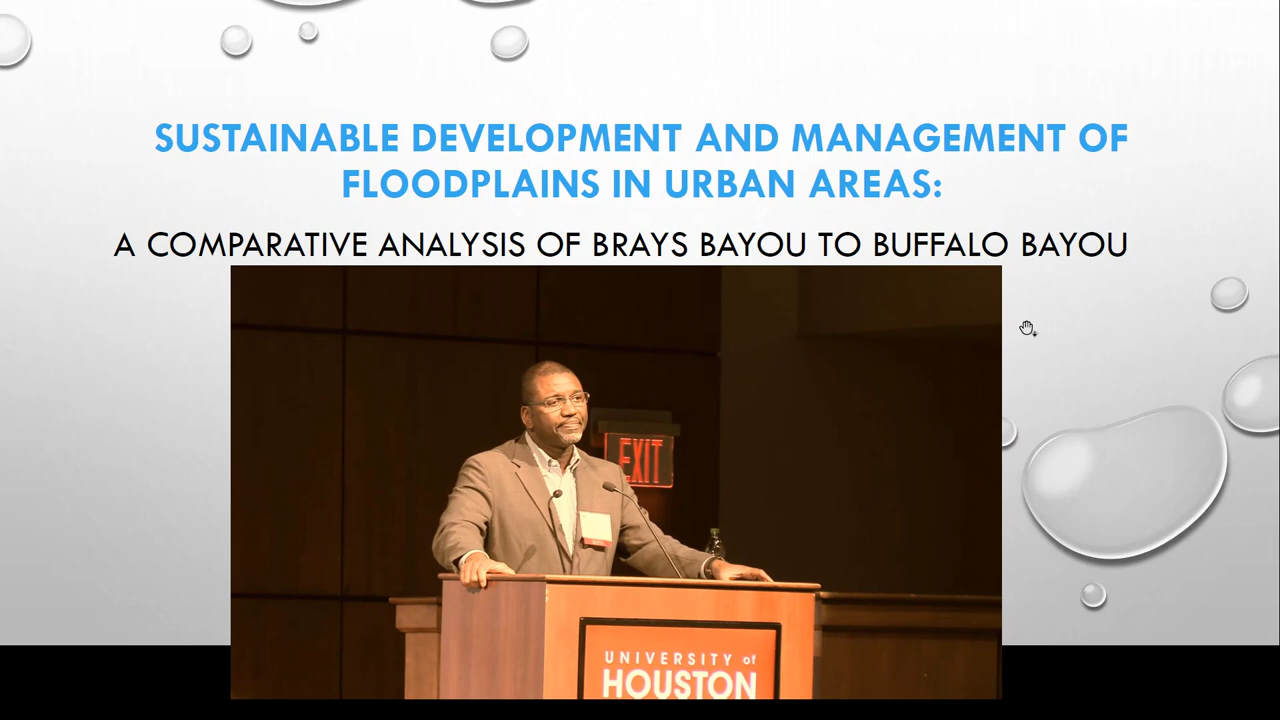 SUSTAINABLE DEVELOPMENT AND MANAGEMENT OF
FLOODPLAINS IN URBAN AREAS:
A COMPARATIVE ANALYSIS OF BRAYS BAYOU TO BUFFALO BAYOU
EXIT
UNIVERSITY of
HOUSTON